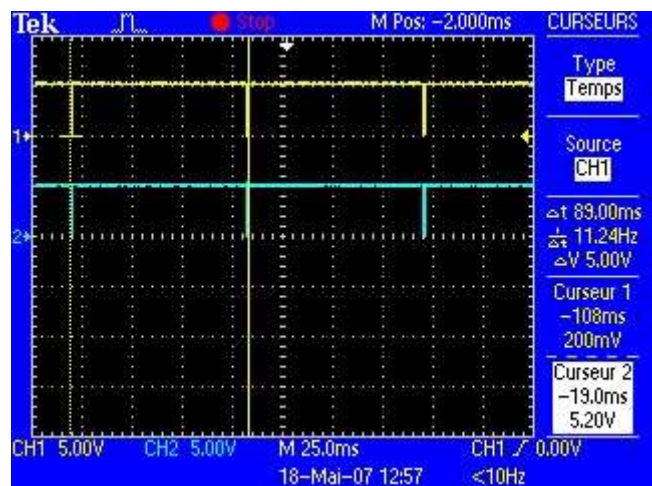 Tek Stop M Pos: -2.000ms CURSEURS
Type
Temps
Source
CH1
△t 89.00ms
1/△t 11.24Hz
△V 5.00V
Curseur 1
-108ms
200mV
Curseur 2
-19.0ms
5.20V
1
2
CH1 5.00V CH2 5.00V M 25.0ms CH1 / 0.00V
18-Mai-07 12:57 <10Hz